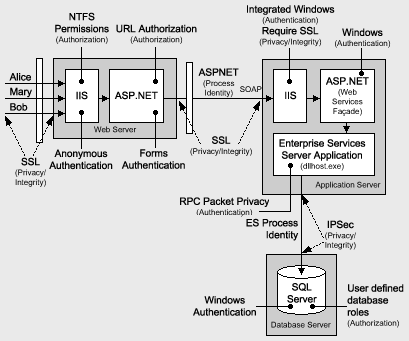 NTFS
Permissions
(Authorization)
URL Authorization
(Authorization)
Integrated Windows
(Authentication)
Require SSL
(Privacy/Integrity)
Windows
(Authentication)
Alice
Mary
Bob
IIS
ASP.NET
Web Server
ASPNET
(Process
Identity)
SOAP
IIS
ASP.NET
(Web
Services
Façade)
SSL
(Privacy/
Integrity)
Anonymous
Authentication
Forms
Authentication
SSL
(Privacy/Integrity)
Enterprise Services
Server Application
(dllhost.exe)
Application Server
RPC Packet Privacy
(Authentication)
ES Process
Identity
IPSec
(Privacy/
Integrity)
SQL
Server
Windows
Authentication
User defined
database
roles
(Authorization)
Database Server